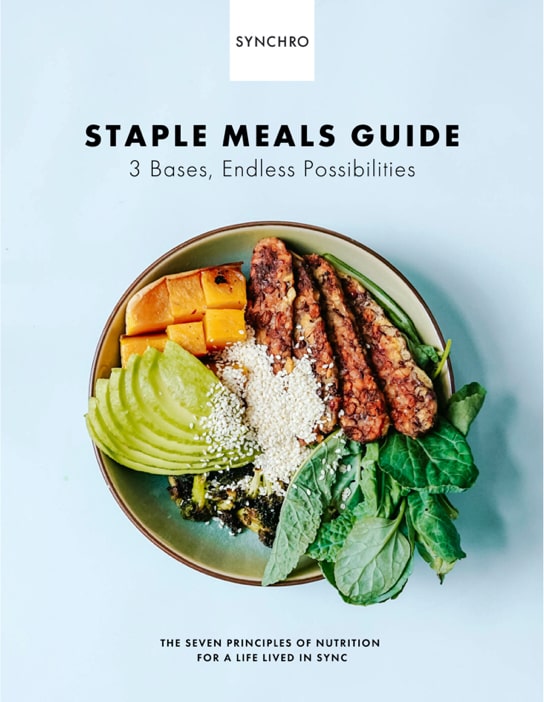 SYNCHRO
STAPLE MEALS GUIDE
3 Bases, Endless Possibilities
THE SEVEN PRINCIPLES OF NUTRITION
FOR A LIFE LIVED IN SYNC